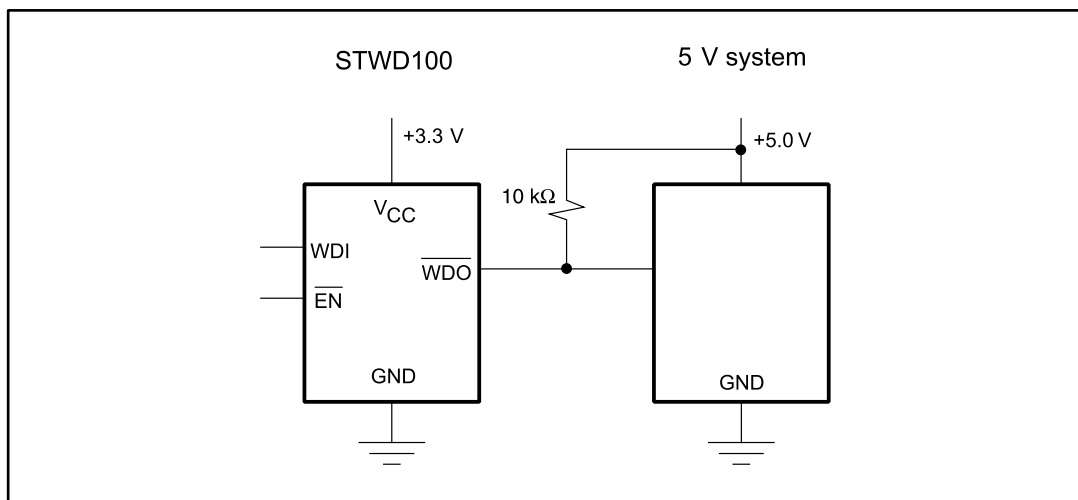 STWD100
5 V system
+3.3 V
+5.0 V
10 kΩ
VCC
WDI
WDO
EN
GND
GND